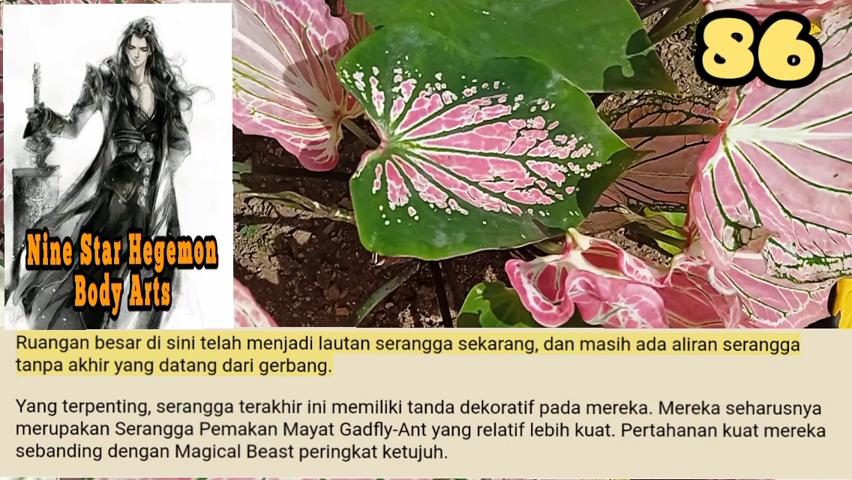 86
Nine Star Hegemon
Body Arts
Ruangan besar di sini telah menjadi lautan serangga sekarang, dan masih ada aliran serangga
tanpa akhir yang datang dari gerbang.
Yang terpenting, serangga terakhir ini memiliki tanda dekoratif pada mereka. Mereka seharusnya
merupakan Serangga Pemakan Mayat Gadfly-Ant yang relatif lebih kuat. Pertahanan kuat mereka
sebanding dengan Magical Beast peringkat ketujuh.